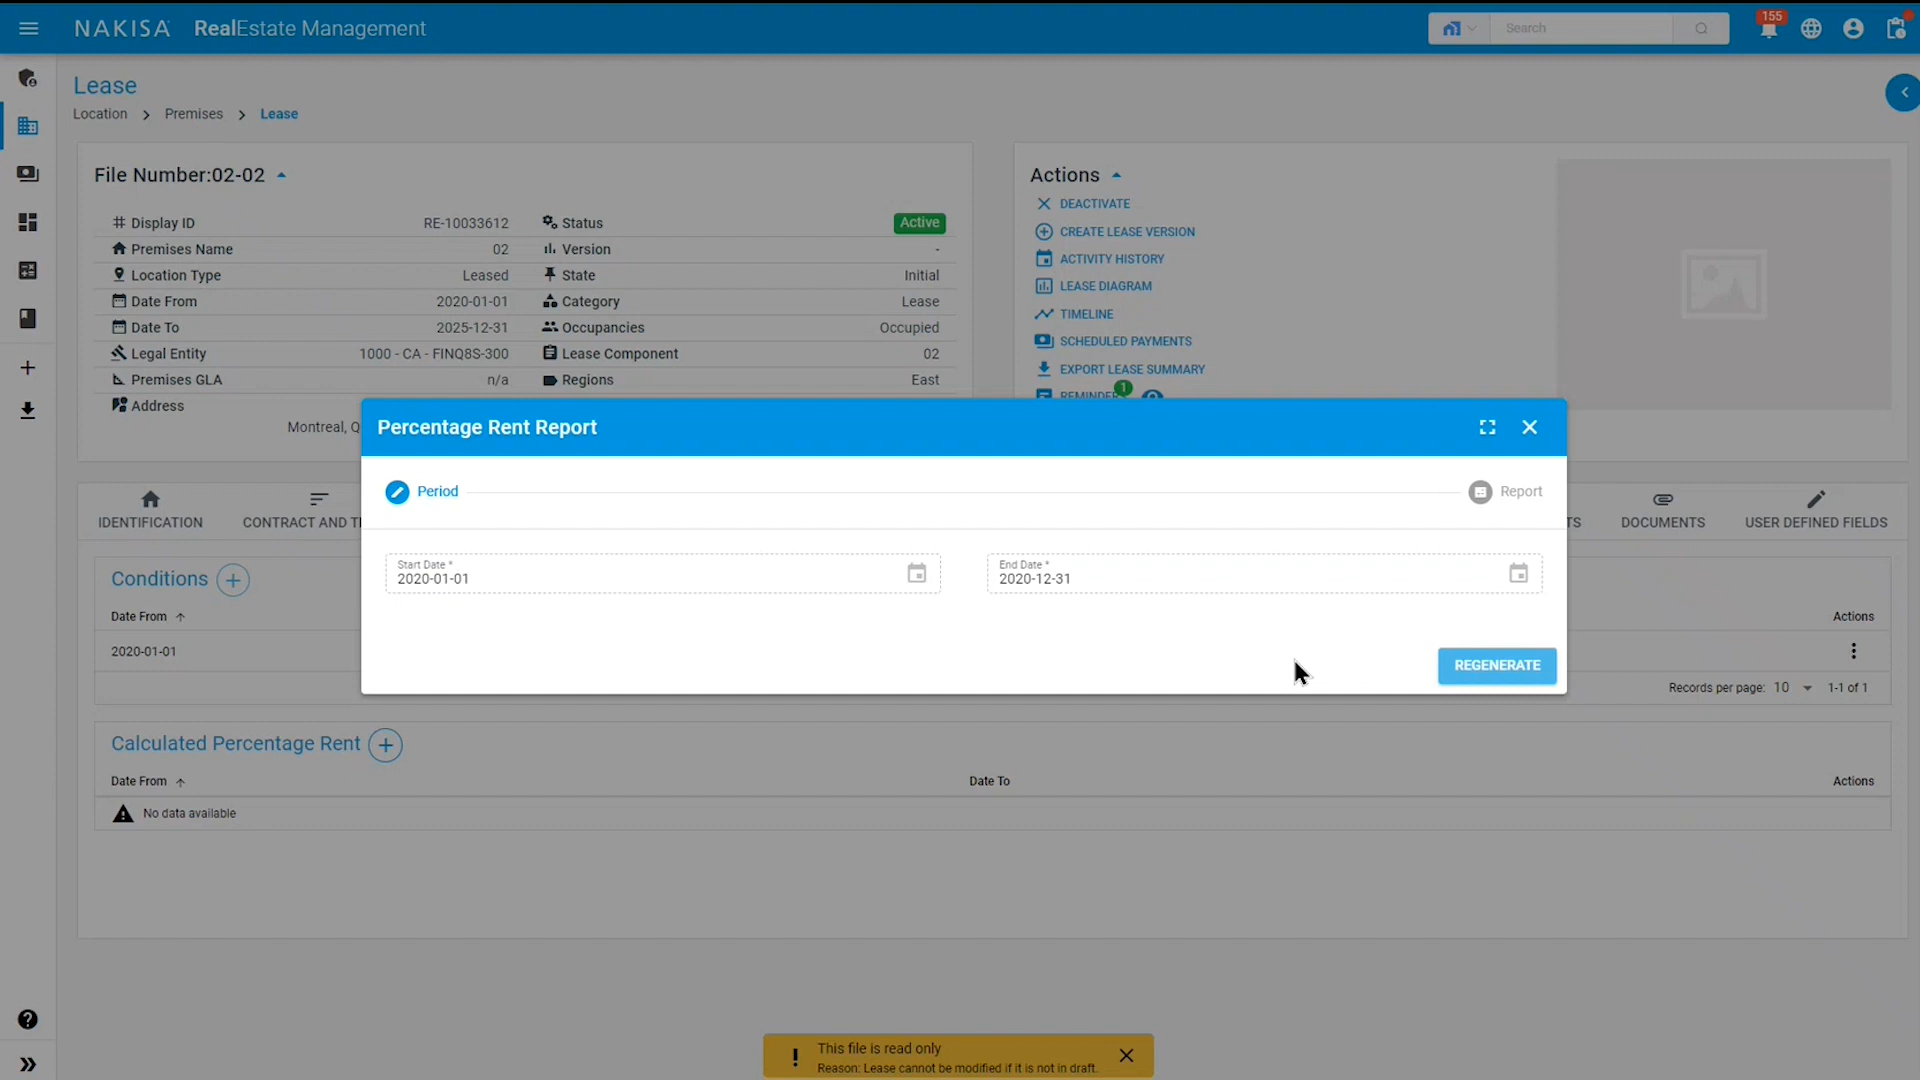 NAKISA RealEstate Management
Search
155
Lease
Location Premises Lease
File Number:02-02
Display ID RE-10033612 Status Active
Premises Name 02 Version -
Location Type Leased State Initial
Date From 2020-01-01 Category Lease
Date To 2025-12-31 Occupancies Occupied
Legal Entity 1000 - CA - FINQ8S-300 Lease Component 02
Premises GLA n/a Regions East
Address
Montreal, Q
Actions
DEACTIVATE
CREATE LEASE VERSION
ACTIVITY HISTORY
LEASE DIAGRAM
TIMELINE
SCHEDULED PAYMENTS
EXPORT LEASE SUMMARY
REMINDER 1
Percentage Rent Report
Period Report
Start Date *
2020-01-01
End Date *
2020-12-31
REGENERATE
IDENTIFICATION CONTRACT AND T TS DOCUMENTS USER DEFINED FIELDS
Conditions
Date From Actions
2020-01-01
Records per page: 10 1-1 of 1
Calculated Percentage Rent
Date From Date To Actions
No data available
This file is read only
Reason: Lease cannot be modified if it is not in draft.